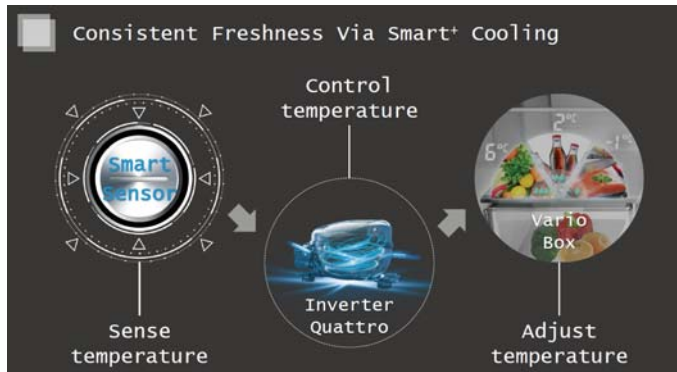 Consistent Freshness Via Smart⁺ Cooling
Control
temperature
Smart
Sensor
6°C
2°C
-1°C
Vario
Box
Inverter
Quattro
Sense
temperature
Adjust
temperature